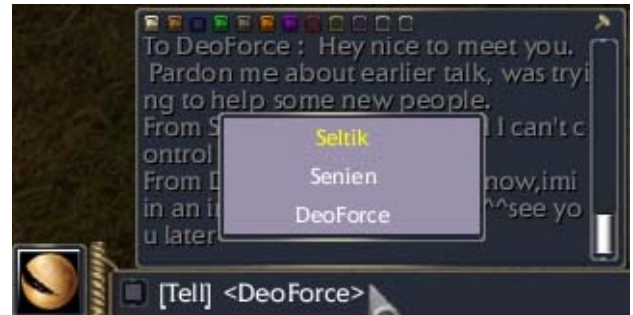 To DeoForce : Hey nice to meet you.
Pardon me about earlier talk, was tryi
ng to help some new people.
From S I can't c
ontrol
From D now,imi
in an i ^^see yo
u later
Seltik
Senien
DeoForce
[Tell] <DeoForce>